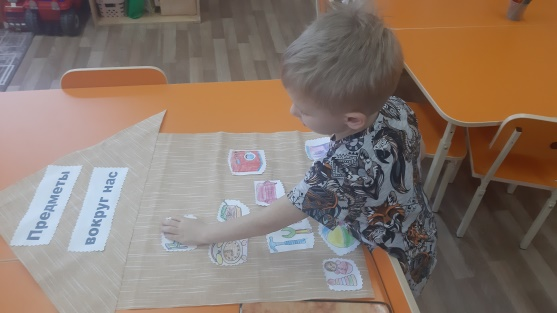 Предметы
вокруг нас